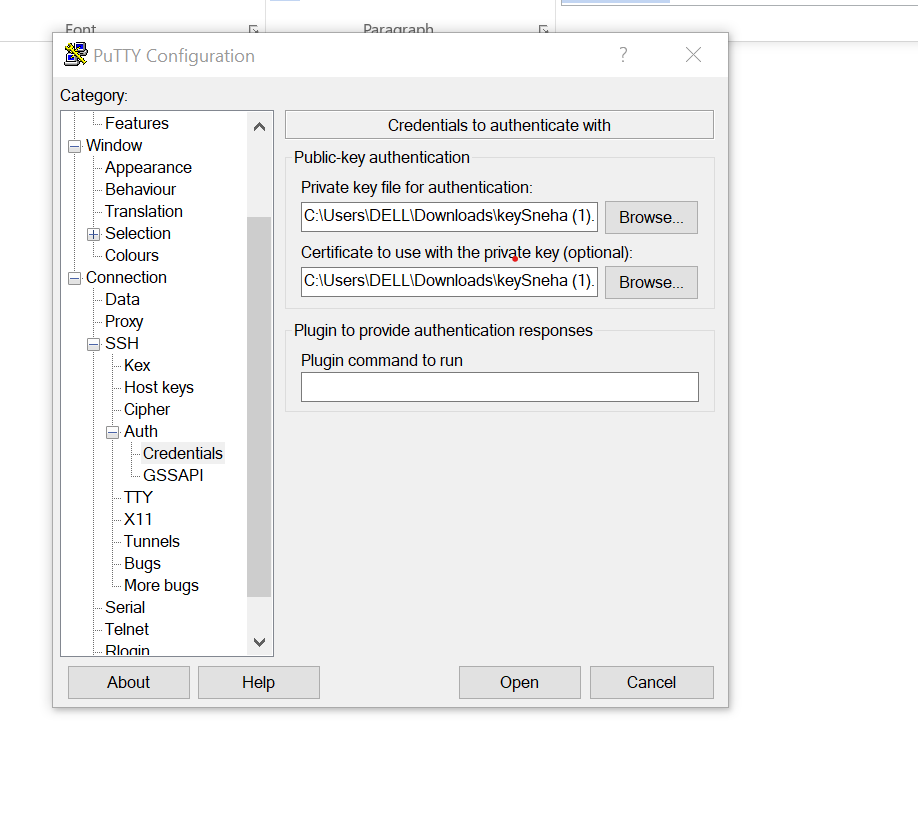 Font
Paragraph
PuTTY Configuration
?
Category:
Features
Window
Appearance
Behaviour
Translation
Selection
Colours
Connection
Data
Proxy
SSH
Kex
Host keys
Cipher
Auth
Credentials
GSSAPI
TTY
X11
Tunnels
Bugs
More bugs
Serial
Telnet
Rlogin
Credentials to authenticate with
Public-key authentication
Private key file for authentication:
C:\Users\DELL\Downloads\keySneha (1).
Browse...
Certificate to use with the private key (optional):
C:\Users\DELL\Downloads\keySneha (1).
Browse...
Plugin to provide authentication responses
Plugin command to run
About
Help
Open
Cancel